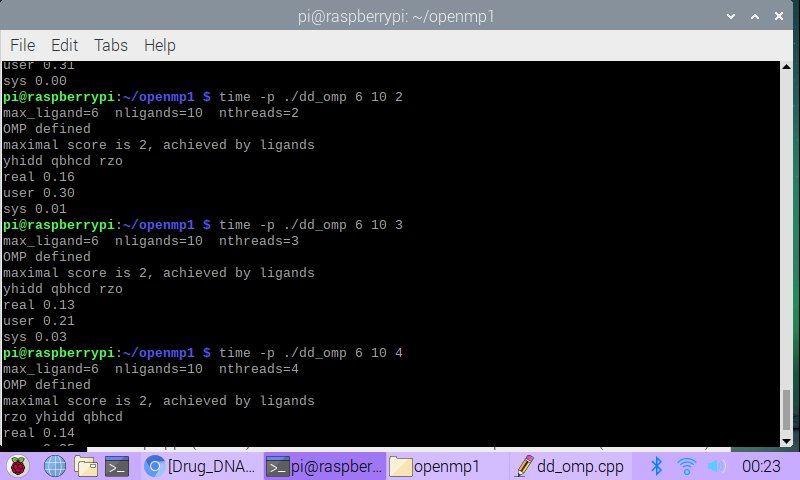 pi@raspberrypi: ~/openmp1
File Edit Tabs Help
user 0.31
sys 0.00
pi@raspberrypi:~/openmp1 $ time -p ./dd_omp 6 10 2
max_ligand=6  nligands=10  nthreads=2
OMP defined
maximal score is 2, achieved by ligands
yhidd qbhcd rzo
real 0.16
user 0.30
sys 0.01
pi@raspberrypi:~/openmp1 $ time -p ./dd_omp 6 10 3
max_ligand=6  nligands=10  nthreads=3
OMP defined
maximal score is 2, achieved by ligands
yhidd qbhcd rzo
real 0.13
user 0.21
sys 0.03
pi@raspberrypi:~/openmp1 $ time -p ./dd_omp 6 10 4
max_ligand=6  nligands=10  nthreads=4
OMP defined
maximal score is 2, achieved by ligands
rzo yhidd qbhcd
real 0.14
[Drug_DNA... pi@raspber... openmp1 dd_omp.cpp 00:23